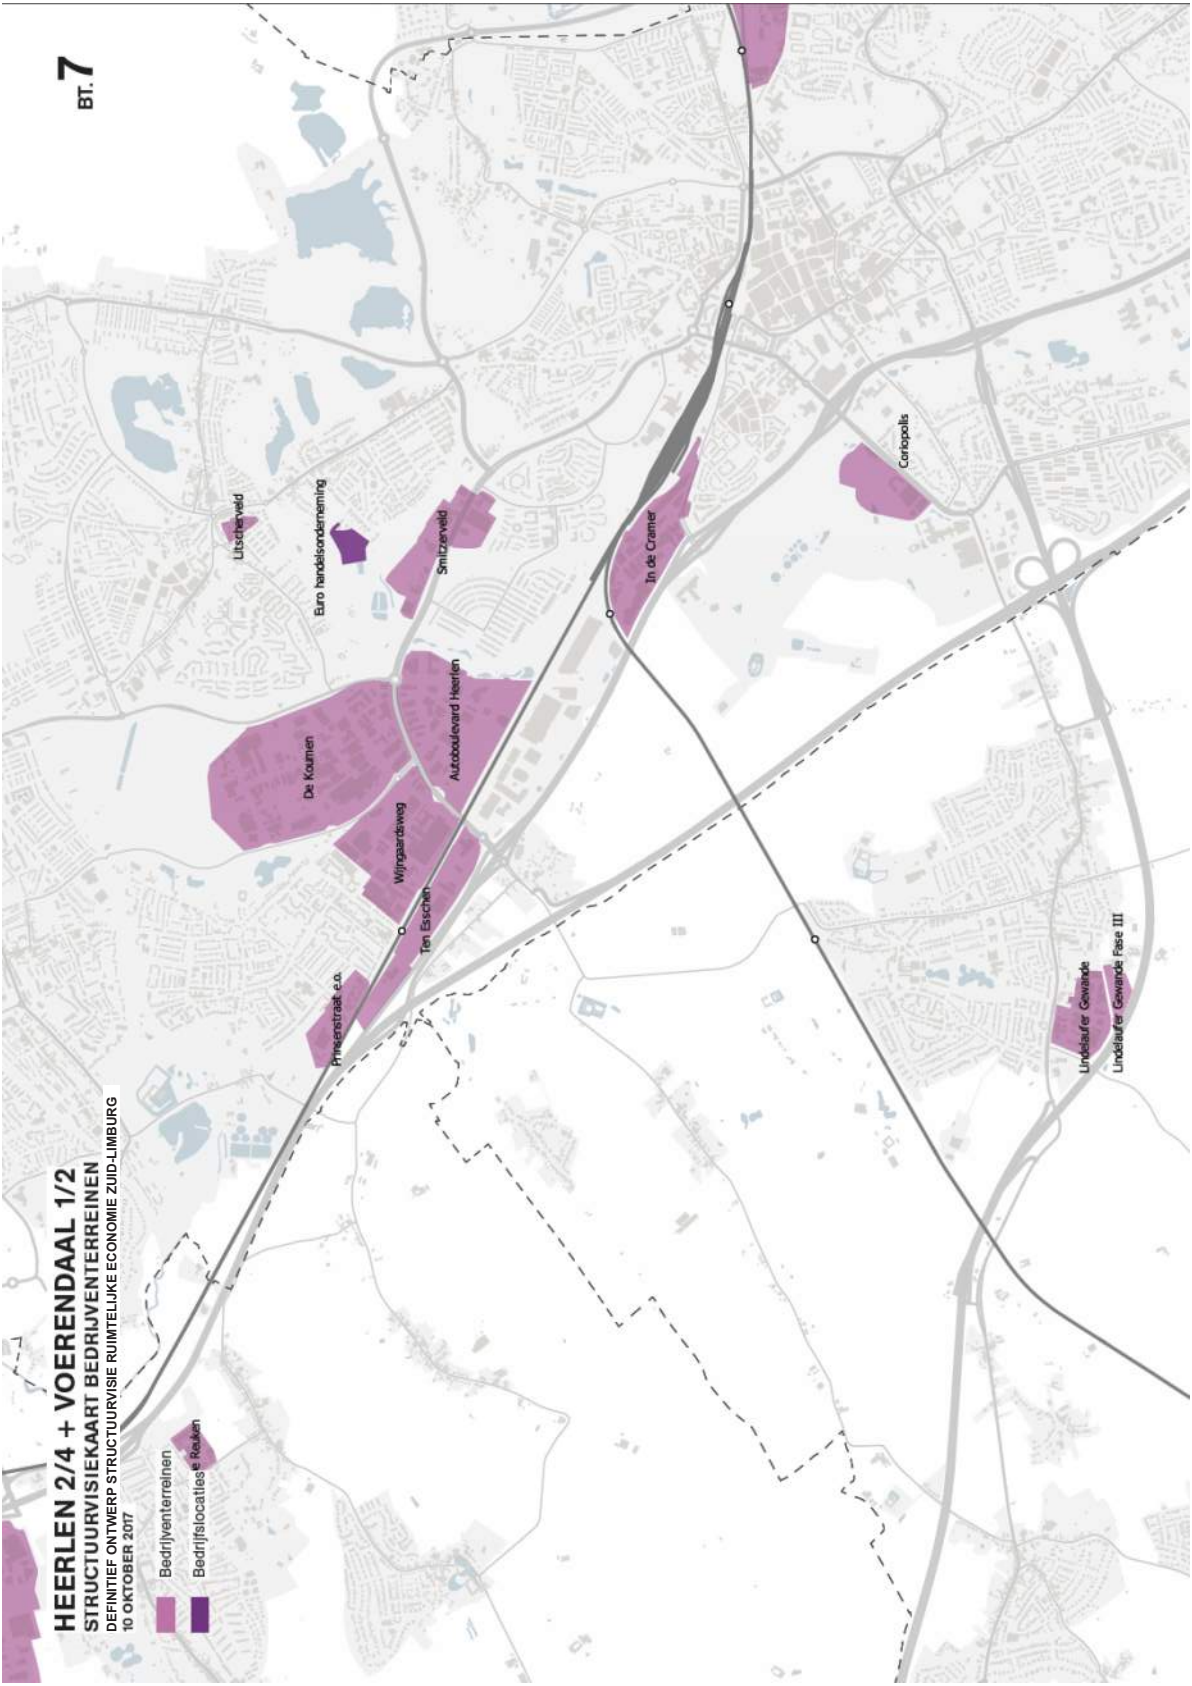 HEERLEN 2/4 + VOERENDAAL 1/2
STRUCTUURVISIEKAART BEDRIJVENTERREINEN
DEFINITIEF ONTWERP STRUCTUURVISIE RUIMTELIJKE ECONOMIE ZUID-LIMBURG
10 OKTOBER 2017
BT.7
Bedrijventerreinen
Bedrijfslocaties
e Reuken
Litscherveld
Euro handelsonderneming
Smitzerveld
De Koumen
Autoboulevard Heerlen
Wijngaardsweg
Ten Esschen
Prinsenstraat e.o.
In de Cramer
Coriopolis
Lindelaufer Gewande
Lindelaufer Gewande Fase III